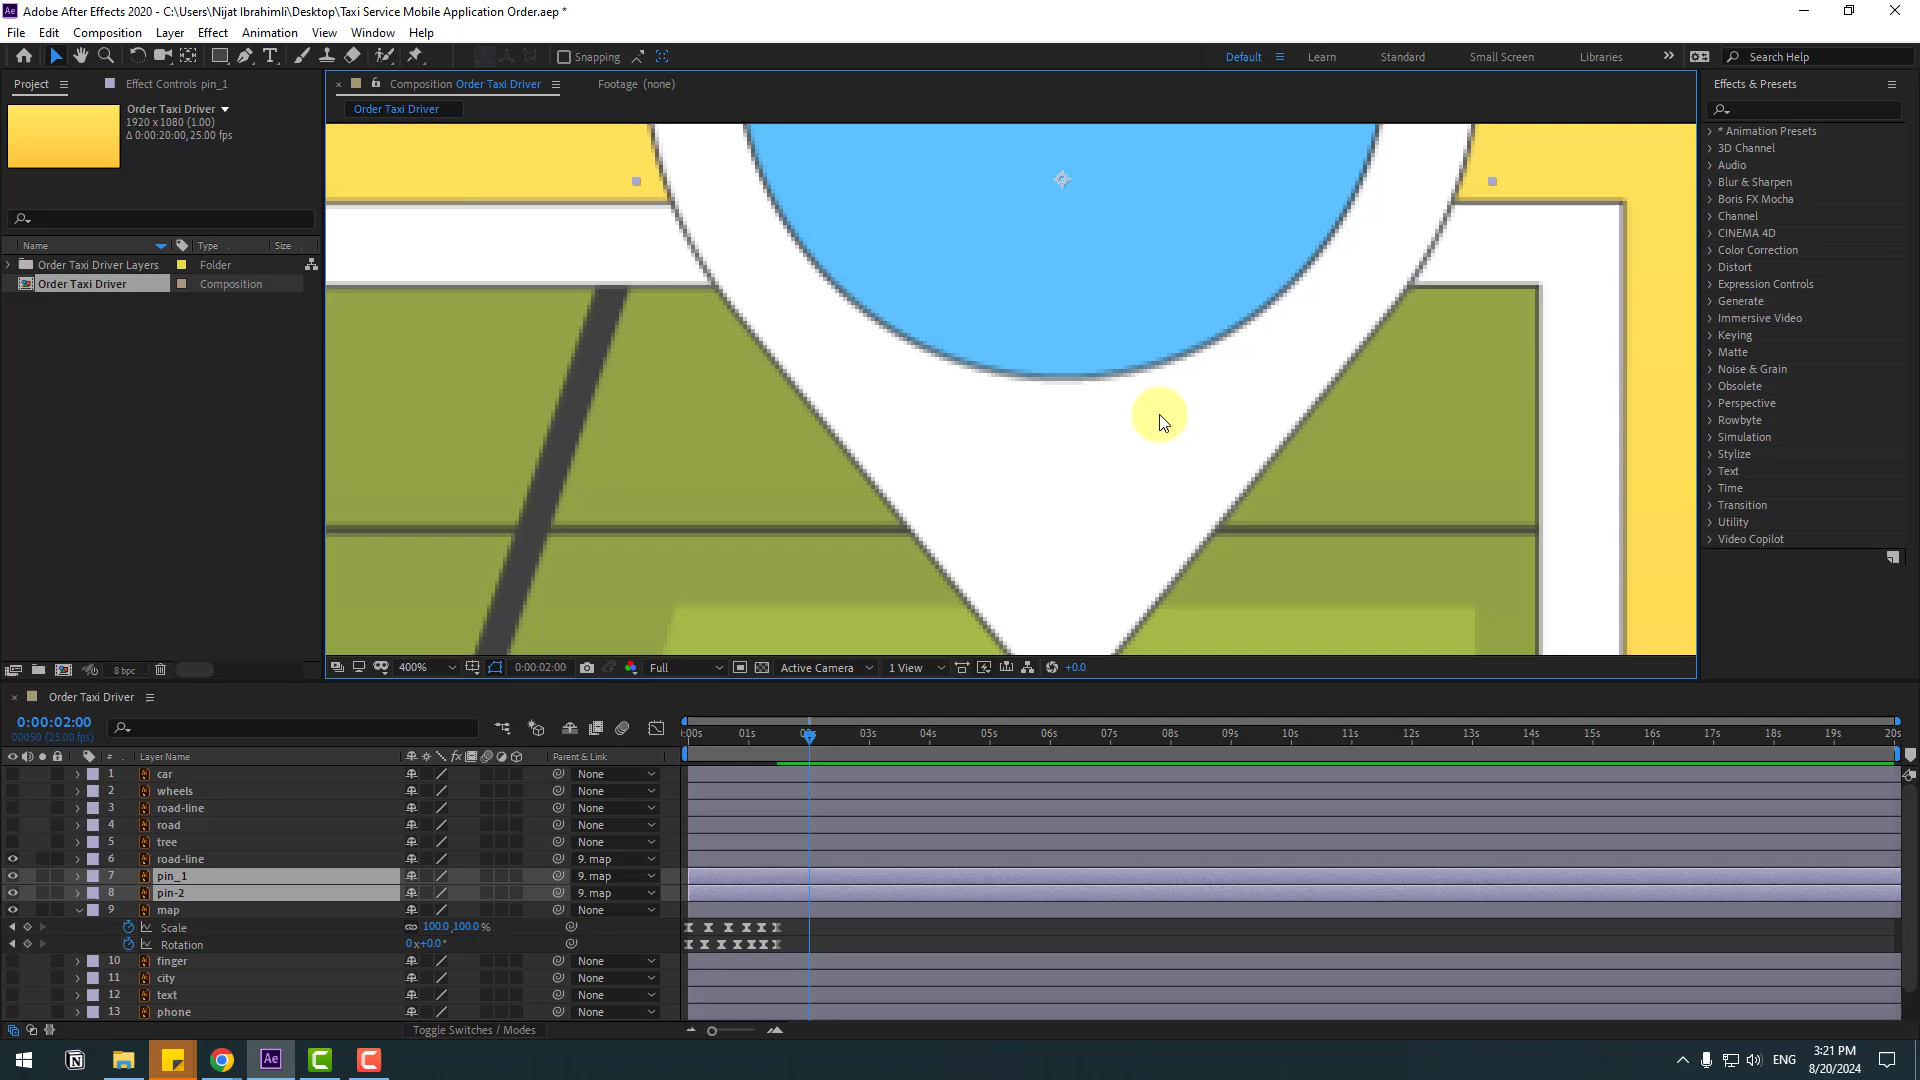 Adobe After Effects 2020 - C:\Users\Nijat Ibrahimli\Desktop\Taxi Service Mobile Application Order.aep *
File Edit Composition Layer Effect Animation View Window Help
Snapping Default Learn Standard Small Screen Libraries Search Help
Project Effect Controls pin_1 Composition Order Taxi Driver Footage (none) Effects & Presets
Order Taxi Driver
1920 x 1080 (1.00)
Δ 0:00:20:00, 25.00 fps
Order Taxi Driver
Name Type Size
Order Taxi Driver Layers Folder
Order Taxi Driver Composition
* Animation Presets
3D Channel
Audio
Blur & Sharpen
Boris FX Mocha
Channel
CINEMA 4D
Color Correction
Distort
Expression Controls
Generate
Immersive Video
Keying
Matte
Noise & Grain
Obsolete
Perspective
Rowbyte
Simulation
Stylize
Text
Time
Transition
Utility
Video Copilot
8 bpc 400% 0:00:02:00 Full Active Camera 1 View +0.0
Order Taxi Driver
0:00:02:00
00050 (25.00 fps)
:00s 01s 02s 03s 04s 05s 06s 07s 08s 09s 10s 11s 12s 13s 14s 15s 16s 17s 18s 19s 20s
# Layer Name Parent & Link
1 car None
2 wheels None
3 road-line None
4 road None
5 tree None
6 road-line 9. map
7 pin_1 9. map
8 pin-2 9. map
9 map None
Scale 100.0,100.0 %
Rotation 0x+0.0°
10 finger None
11 city None
12 text None
13 phone None
Toggle Switches / Modes
ENG 3:21 PM
8/20/2024